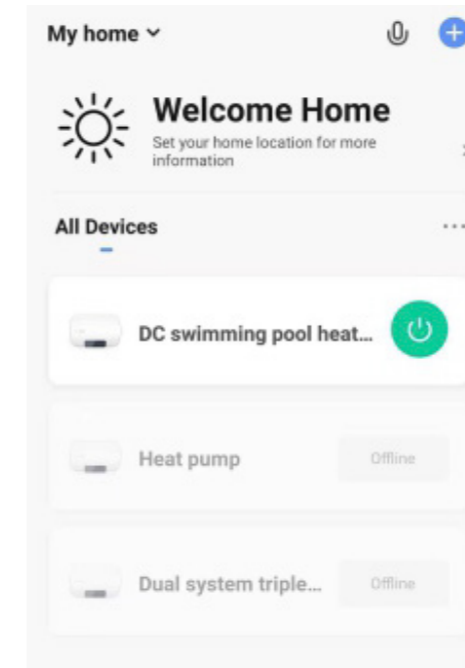 My home
Welcome Home
Set your home location for more
information
All Devices
DC swimming pool heat...
Heat pump
Offline
Dual system triple...
Offline